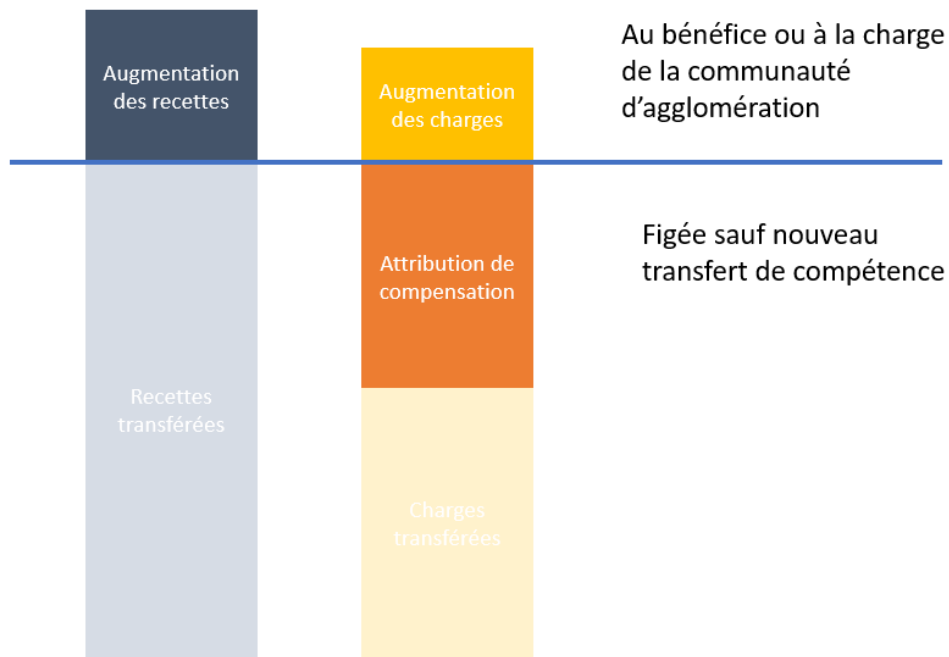 Augmentation
des recettes
Augmentation
des charges
Au bénéfice ou à la charge
de la communauté
d’agglomération
Attribution de
compensation
Figée sauf nouveau
transfert de compétence
Recettes
transférées
Charges
transférées